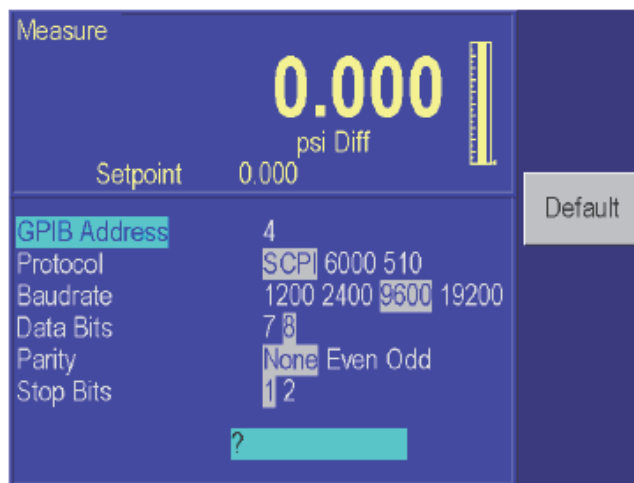 Measure
0.000
psi Diff
Setpoint 0.000
Default
GPIB Address 4
Protocol SCPI 6000 510
Baudrate 1200 2400 9600 19200
Data Bits 7 8
Parity None Even Odd
Stop Bits 1 2
?